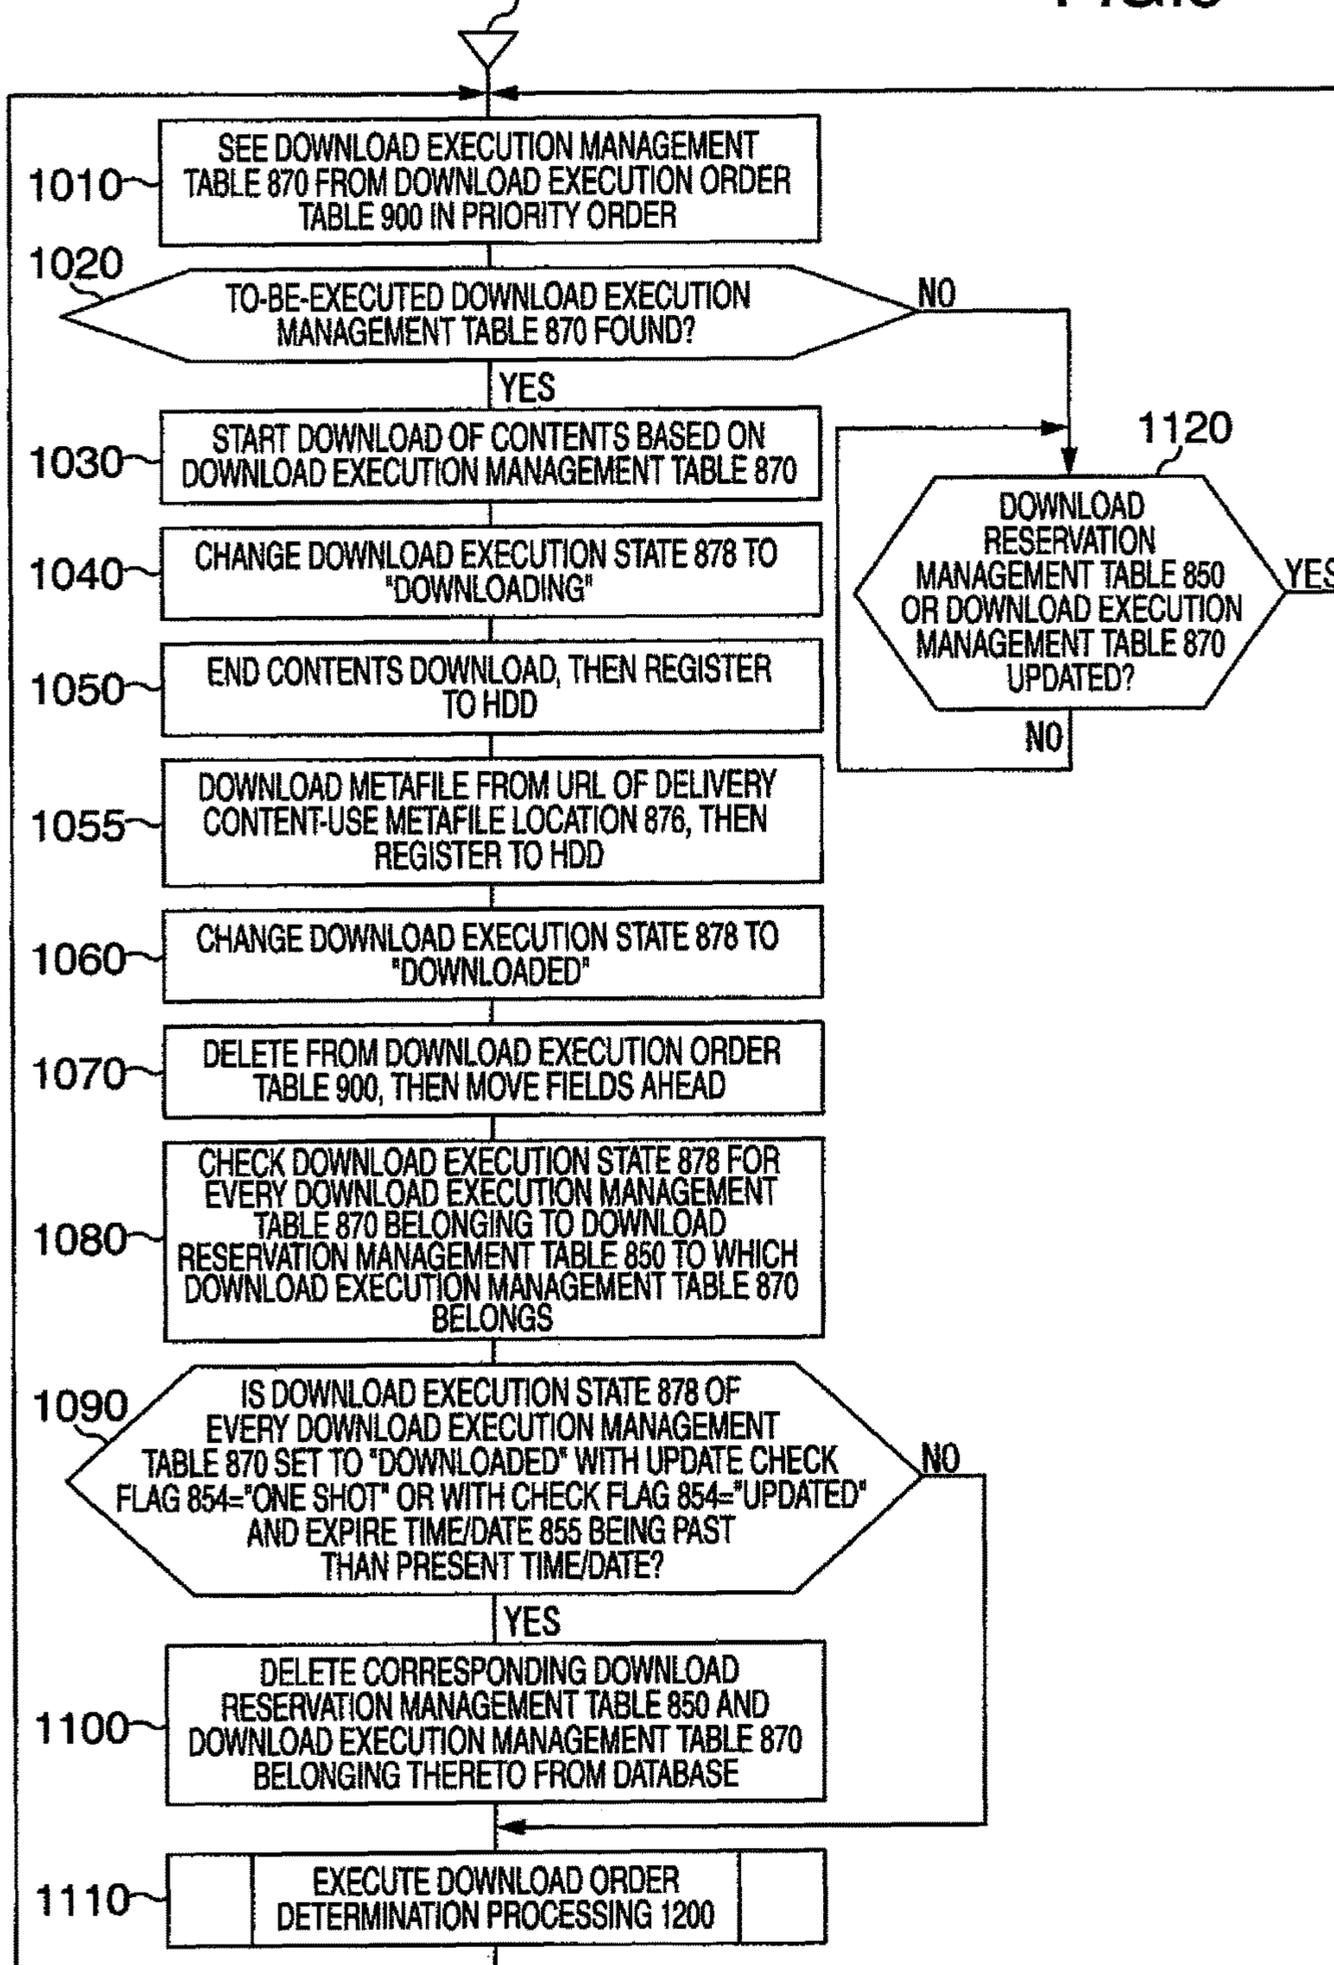 SEE DOWNLOAD EXECUTION MANAGEMENT
TABLE 870 FROM DOWNLOAD EXECUTION ORDER
TABLE 900 IN PRIORITY ORDER
1010
1020
TO-BE-EXECUTED DOWNLOAD EXECUTION
MANAGEMENT TABLE 870 FOUND?
NO
YES
1030
START DOWNLOAD OF CONTENTS BASED ON
DOWNLOAD EXECUTION MANAGEMENT TABLE 870
1120
DOWNLOAD
RESERVATION
MANAGEMENT TABLE 850
OR DOWNLOAD EXECUTION
MANAGEMENT TABLE 870
UPDATED?
YES
NO
1040
CHANGE DOWNLOAD EXECUTION STATE 878 TO
"DOWNLOADING"
1050
END CONTENTS DOWNLOAD, THEN REGISTER
TO HDD
1055
DOWNLOAD METAFILE FROM URL OF DELIVERY
CONTENT-USE METAFILE LOCATION 876, THEN
REGISTER TO HDD
1060
CHANGE DOWNLOAD EXECUTION STATE 878 TO
"DOWNLOADED"
1070
DELETE FROM DOWNLOAD EXECUTION ORDER
TABLE 900, THEN MOVE FIELDS AHEAD
1080
CHECK DOWNLOAD EXECUTION STATE 878 FOR
EVERY DOWNLOAD EXECUTION MANAGEMENT
TABLE 870 BELONGING TO DOWNLOAD
RESERVATION MANAGEMENT TABLE 850 TO WHICH
DOWNLOAD EXECUTION MANAGEMENT TABLE 870
BELONGS
1090
IS DOWNLOAD EXECUTION STATE 878 OF
EVERY DOWNLOAD EXECUTION MANAGEMENT
TABLE 870 SET TO "DOWNLOADED" WITH UPDATE CHECK
FLAG 854="ONE SHOT" OR WITH CHECK FLAG 854="UPDATED"
AND EXPIRE TIME/DATE 855 BEING PAST
THAN PRESENT TIME/DATE?
NO
YES
1100
DELETE CORRESPONDING DOWNLOAD
RESERVATION MANAGEMENT TABLE 850 AND
DOWNLOAD EXECUTION MANAGEMENT TABLE 870
BELONGING THERETO FROM DATABASE
1110
EXECUTE DOWNLOAD ORDER
DETERMINATION PROCESSING 1200